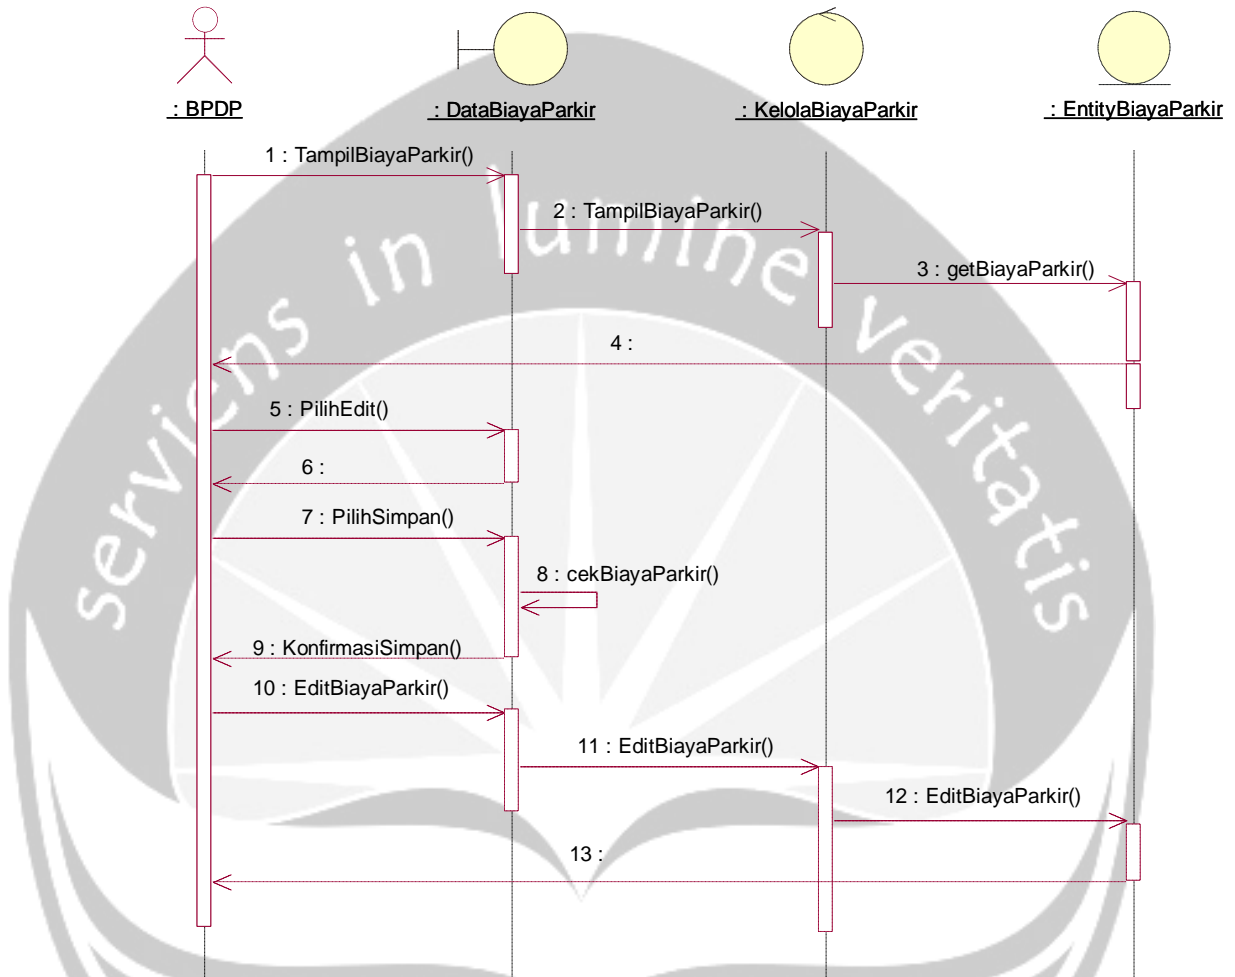 : BPDP
: DataBiayaParkir
: KelolaBiayaParkir
: EntityBiayaParkir
1 : TampilBiayaParkir()
2 : TampilBiayaParkir()
3 : getBiayaParkir()
4 :
5 : PilihEdit()
6 :
7 : PilihSimpan()
8 : cekBiayaParkir()
9 : KonfirmasiSimpan()
10 : EditBiayaParkir()
11 : EditBiayaParkir()
12 : EditBiayaParkir()
13 :
serviens in lumine veritatis